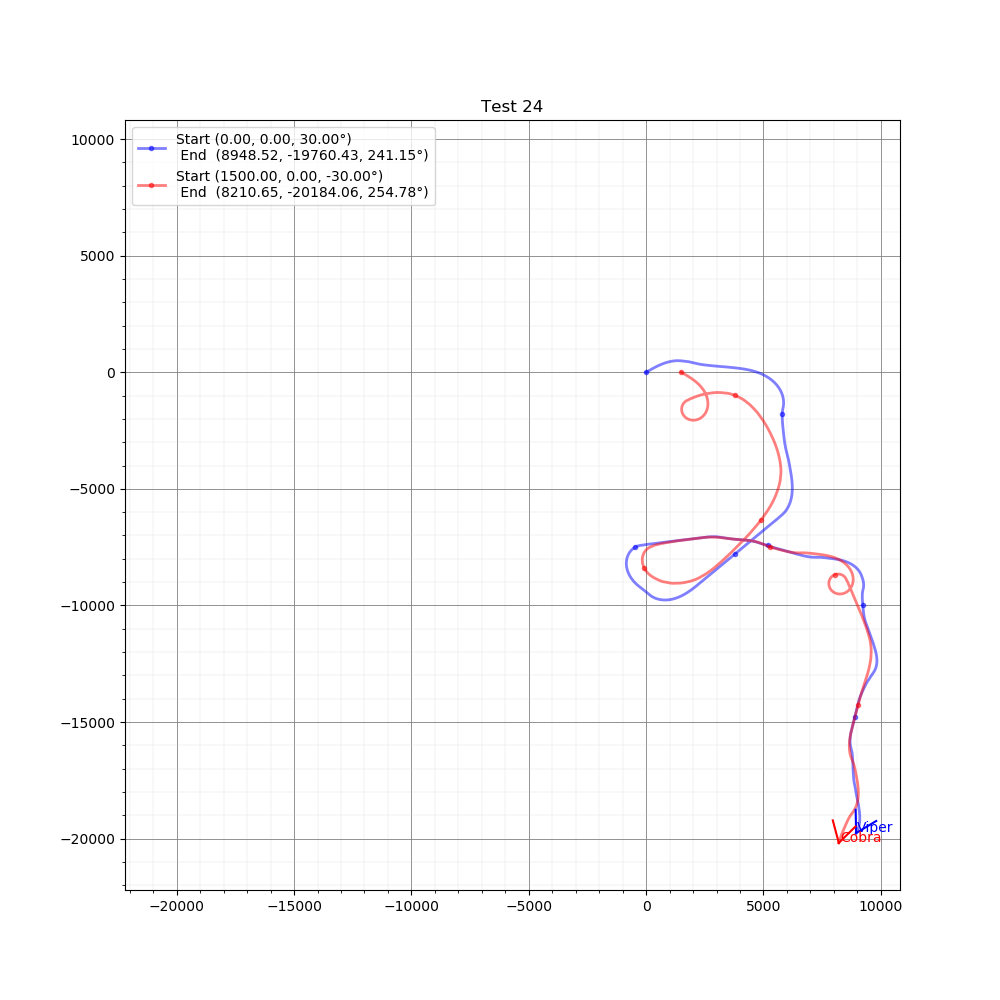 Test 24
Start (0.00, 0.00, 30.00°)
End (8948.52, -19760.43, 241.15°)
Start (1500.00, 0.00, -30.00°)
End (8210.65, -20184.06, 254.78°)
10000
5000
0
−5000
−10000
−15000
−20000
Viper
Cobra
−20000 −15000 −10000 −5000 0 5000 10000